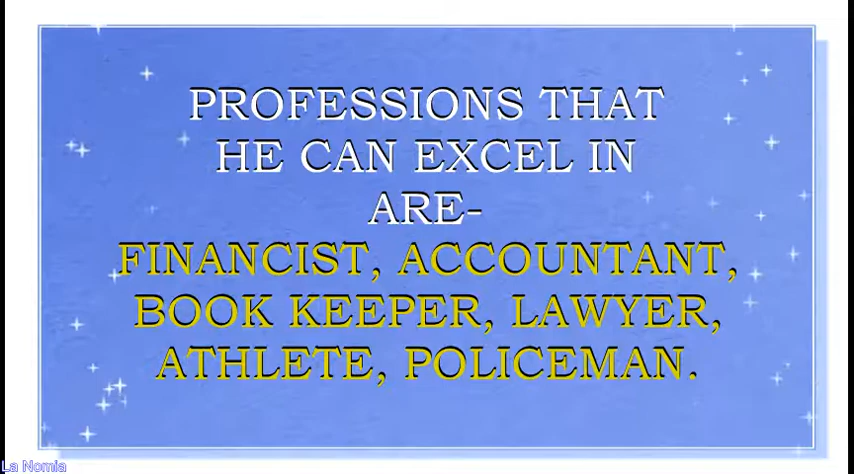 PROFESSIONS THAT
HE CAN EXCEL IN
ARE-
FINANCIST, ACCOUNTANT,
BOOK KEEPER, LAWYER,
ATHLETE, POLICEMAN.
La Nomia